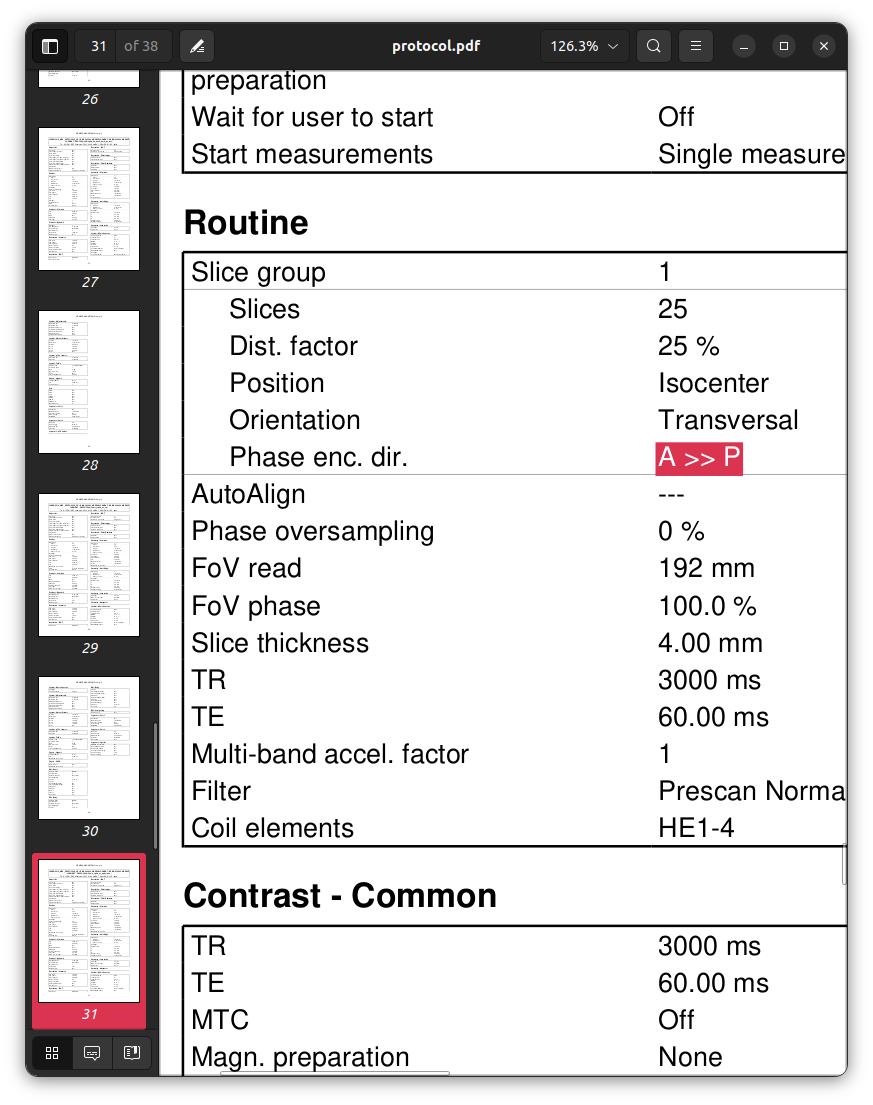 31 of 38 protocol.pdf 126.3%
26
27
28
29
30
31
preparation
Wait for user to start Off
Start measurements Single measure
Routine
Slice group 1
Slices 25
Dist. factor 25 %
Position Isocenter
Orientation Transversal
Phase enc. dir. A >> P
AutoAlign ---
Phase oversampling 0 %
FoV read 192 mm
FoV phase 100.0 %
Slice thickness 4.00 mm
TR 3000 ms
TE 60.00 ms
Multi-band accel. factor 1
Filter Prescan Norma
Coil elements HE1-4
Contrast - Common
TR 3000 ms
TE 60.00 ms
MTC Off
Magn. preparation None